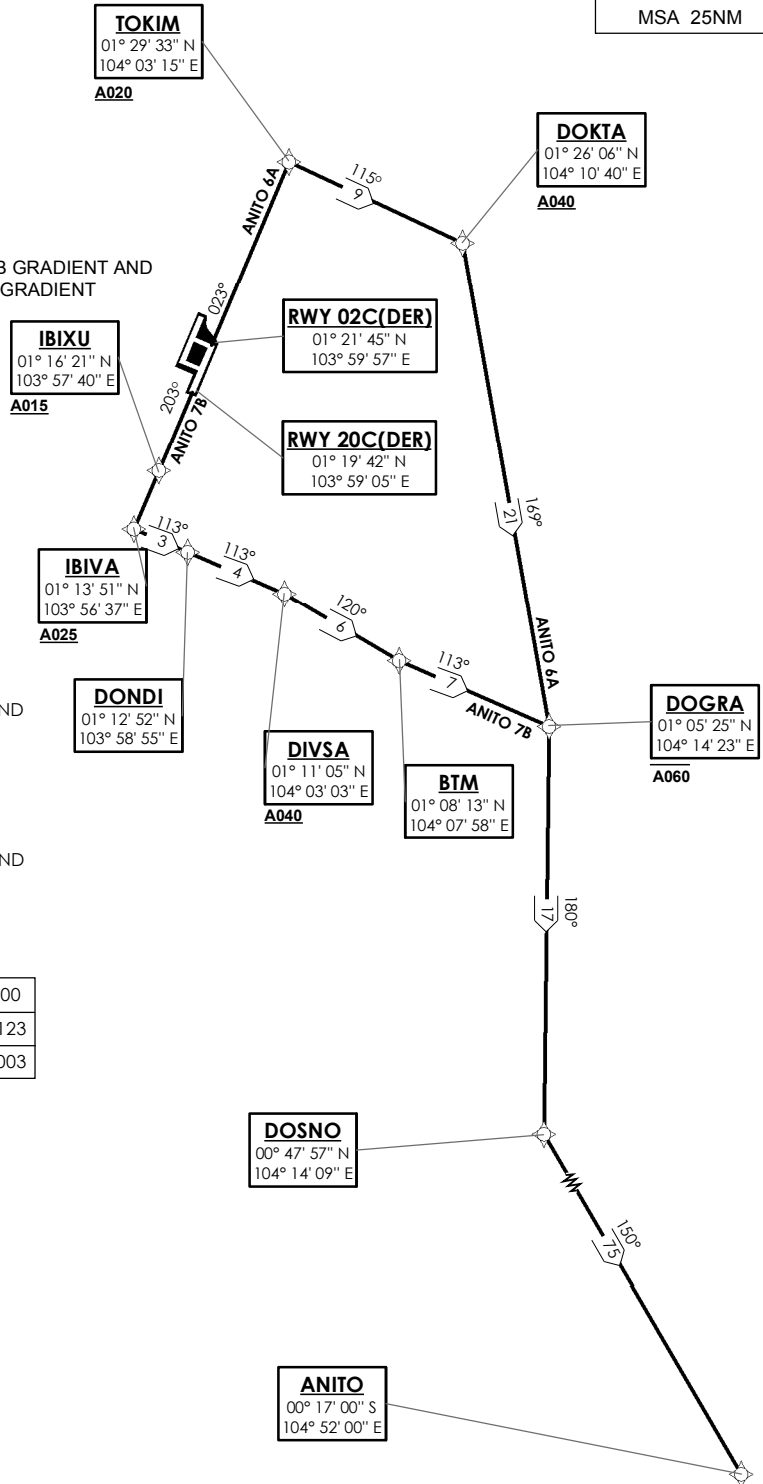 MSA 25NM
TOKIM
01° 29' 33" N
104° 03' 15" E
A020
DOKTA
01° 26' 06" N
104° 10' 40" E
A040
115°
9
ANITO 6A
023°
B GRADIENT AND
GRADIENT
RWY 02C(DER)
01° 21' 45" N
103° 59' 57" E
IBIXU
01° 16' 21" N
103° 57' 40" E
A015
203°
ANITO 7B
RWY 20C(DER)
01° 19' 42" N
103° 59' 05" E
169°
21
113°
3
113°
4
IBIVA
01° 13' 51" N
103° 56' 37" E
A025
120°
6
113°
7
ANITO 7B
ANITO 6A
DONDI
01° 12' 52" N
103° 58' 55" E
ND
DIVSA
01° 11' 05" N
104° 03' 03" E
A040
BTM
01° 08' 13" N
104° 07' 58" E
DOGRA
01° 05' 25" N
104° 14' 23" E
A060
ND
180°
17
00
123
003
DOSNO
00° 47' 57" N
104° 14' 09" E
150°
75
ANITO
00° 17' 00" S
104° 52' 00" E